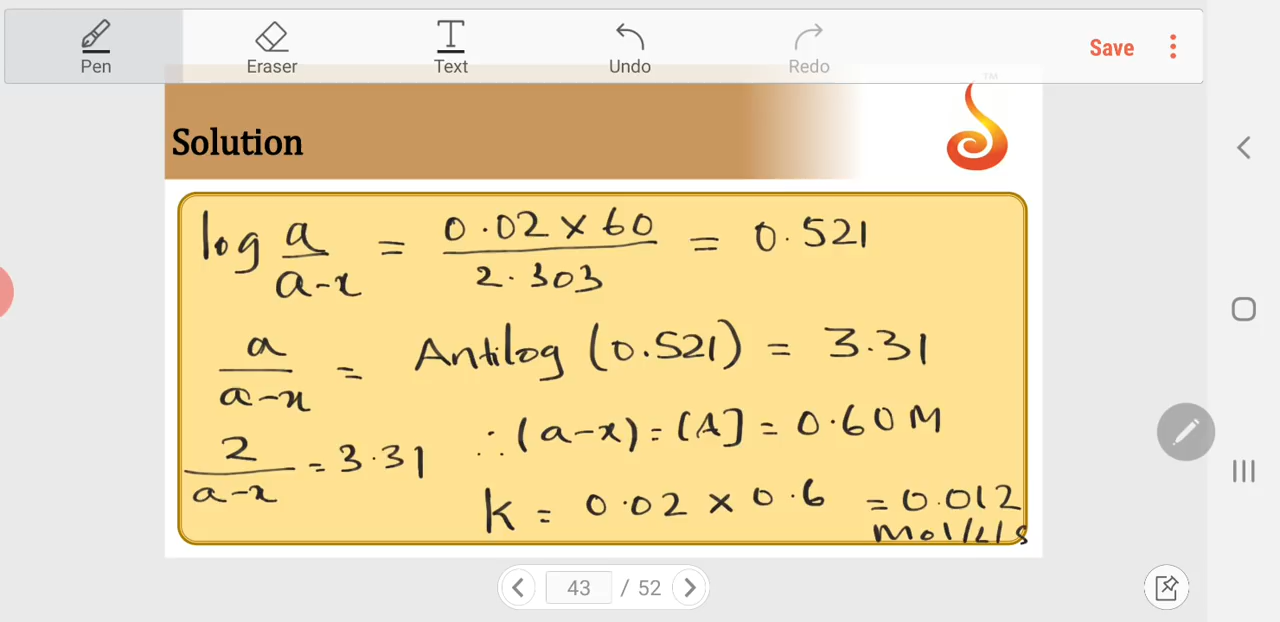 Pen Eraser Text Undo Redo Save
TM
Solution
log a/a-x = 0.02 × 60/2.303 = 0.521
a/a-x = Antilog (0.521) = 3.31
∴ (a-x) = [A] = 0.60 M
2/a-x = 3.31
K = 0.02 × 0.6 = 0.012
mol/L/s
43 / 52